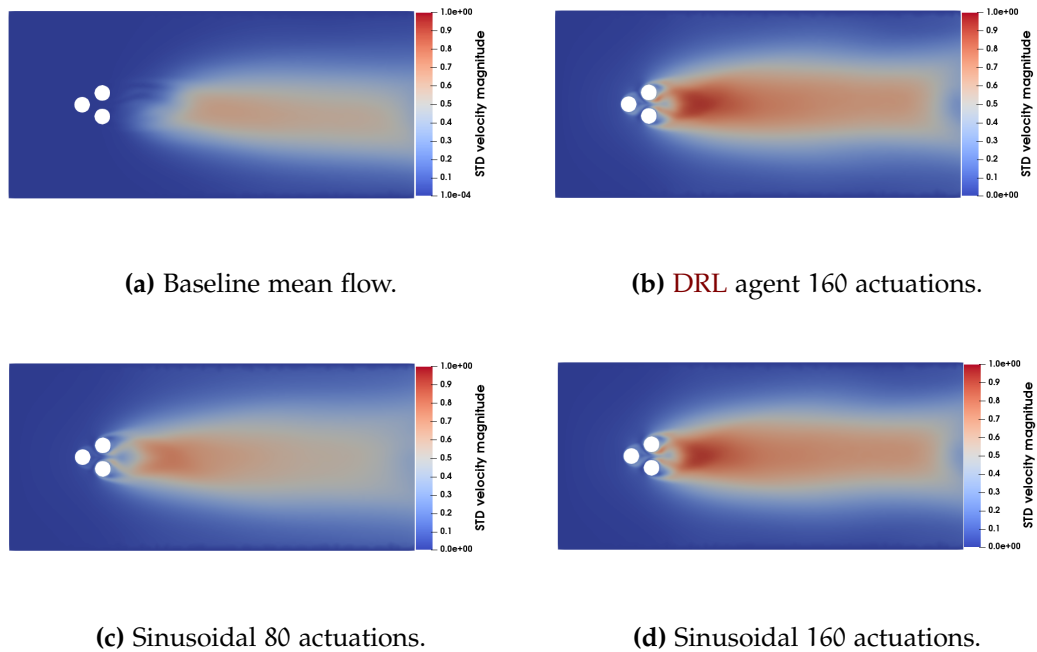 1.0e+00
0.9
0.8
0.7
0.6
0.5
0.4
0.3
0.2
0.1
1.0e-04
STD velocity magnitude
1.0e+00
0.9
0.8
0.7
0.6
0.5
0.4
0.3
0.2
0.1
0.0e+00
STD velocity magnitude
(a) Baseline mean flow.
(b) DRL agent 160 actuations.
1.0e+00
0.9
0.8
0.7
0.6
0.5
0.4
0.3
0.2
0.1
0.0e+00
STD velocity magnitude
1.0e+00
0.9
0.8
0.7
0.6
0.5
0.4
0.3
0.2
0.1
0.0e+00
STD velocity magnitude
(c) Sinusoidal 80 actuations.
(d) Sinusoidal 160 actuations.